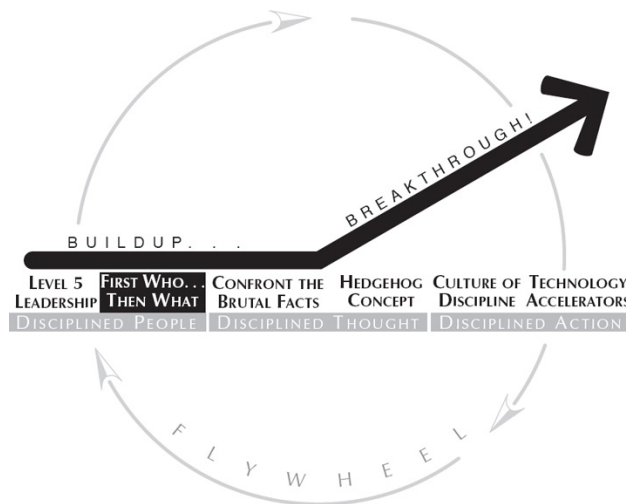 BUILDUP...
BREAKTHROUGH!
LEVEL 5 LEADERSHIP
FIRST WHO... THEN WHAT
CONFRONT THE BRUTAL FACTS
HEDGEHOG CONCEPT
CULTURE OF DISCIPLINE
TECHNOLOGY ACCELERATORS
DISCIPLINED PEOPLE
DISCIPLINED THOUGHT
DISCIPLINED ACTION
FLYWHEEL